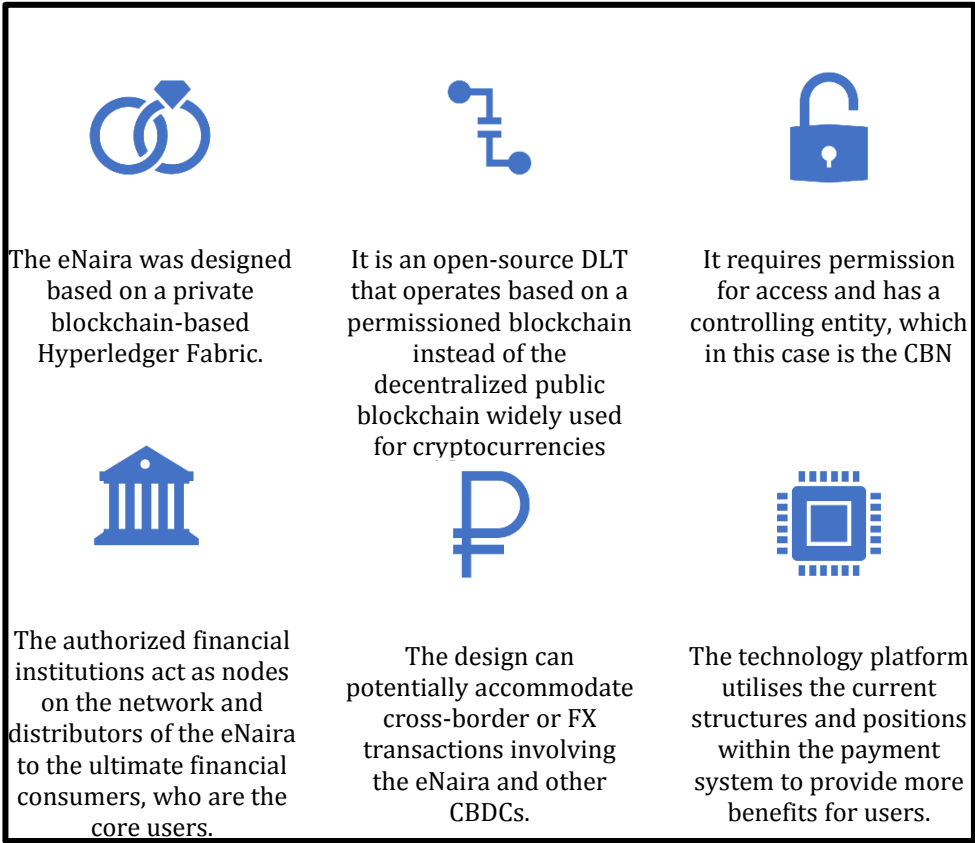 The eNaira was designed
based on a private
blockchain-based
Hyperledger Fabric.
It is an open-source DLT
that operates based on a
permissioned blockchain
instead of the
decentralized public
blockchain widely used
for cryptocurrencies
It requires permission
for access and has a
controlling entity, which
in this case is the CBN
The authorized financial
institutions act as nodes
on the network and
distributors of the eNaira
to the ultimate financial
consumers, who are the
core users.
The design can
potentially accommodate
cross-border or FX
transactions involving
the eNaira and other
CBDCs.
The technology platform
utilises the current
structures and positions
within the payment
system to provide more
benefits for users.